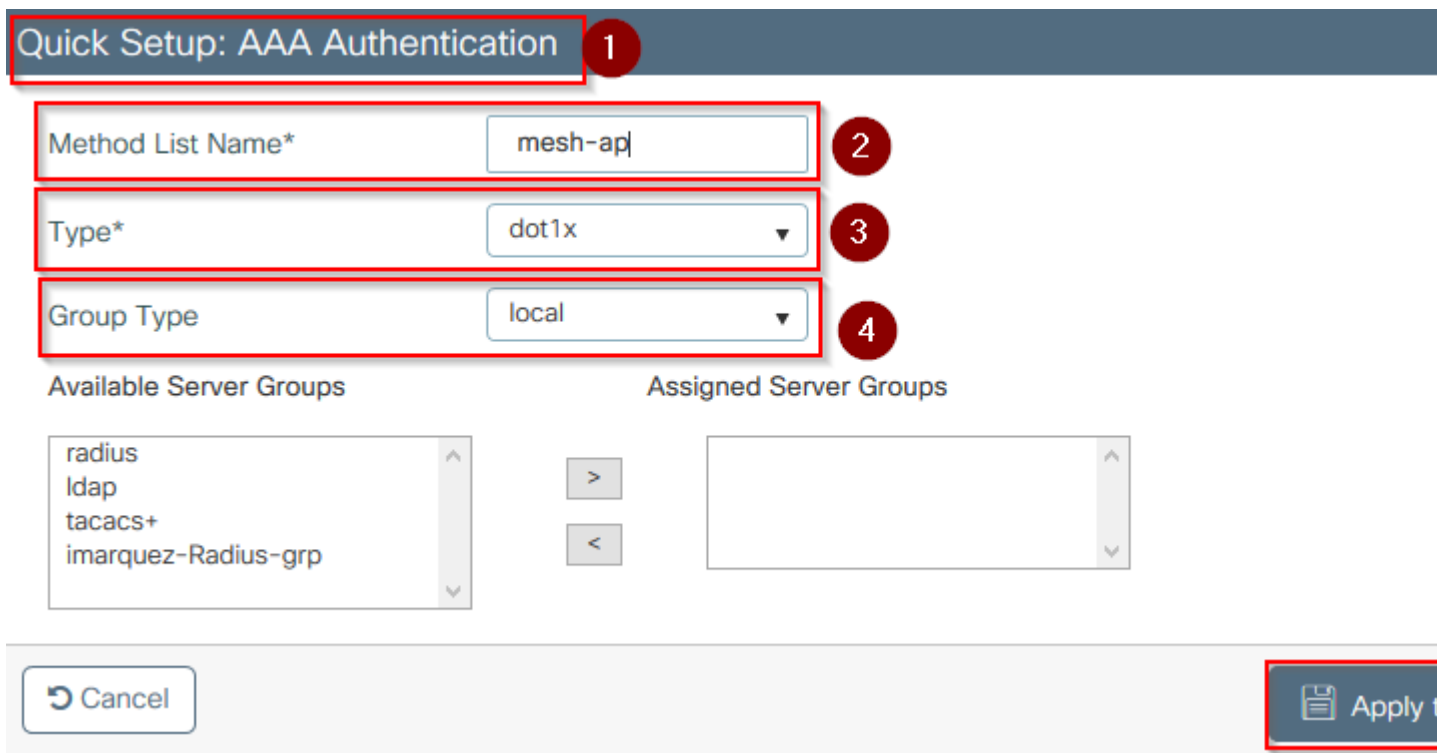 Quick Setup: AAA Authentication 1
Method List Name* mesh-ap 2
Type* dot1x 3
Group Type local 4
Available Server Groups Assigned Server Groups
radius
ldap
tacacs+
imarquez-Radius-grp
>
<
Cancel Apply